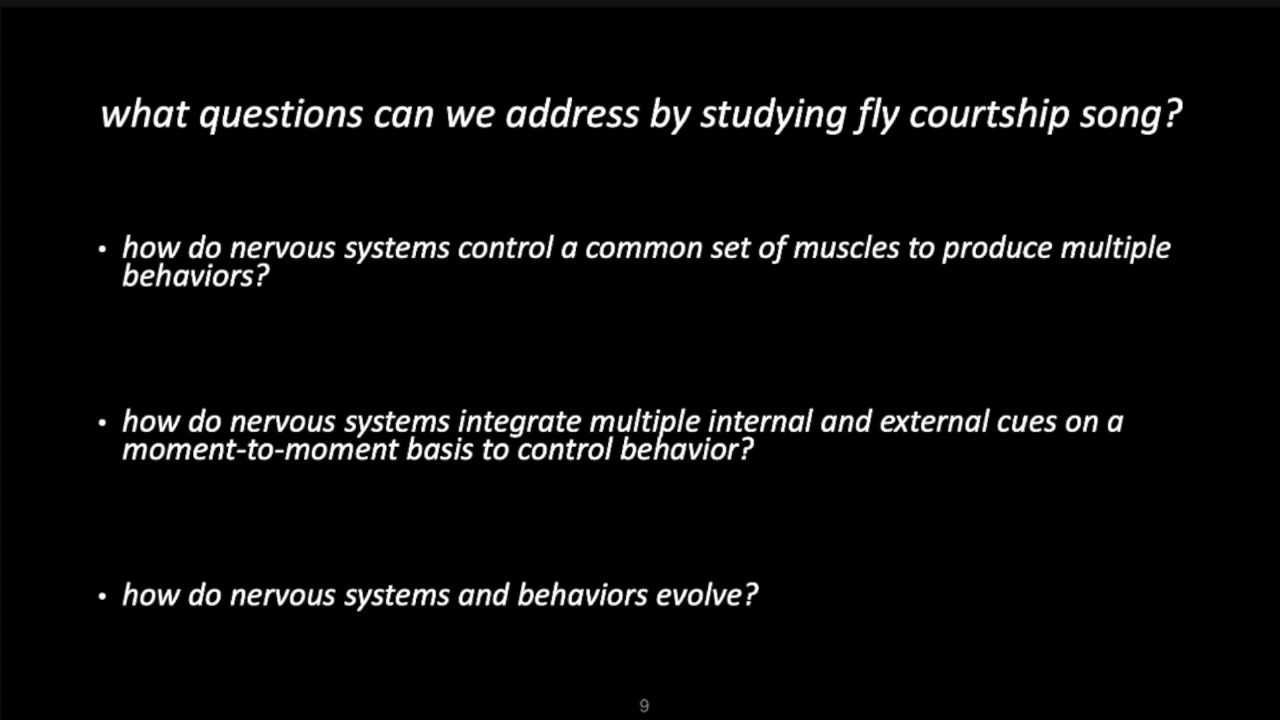 what questions can we address by studying fly courtship song?
• how do nervous systems control a common set of muscles to produce multiple
behaviors?
• how do nervous systems integrate multiple internal and external cues on a
moment-to-moment basis to control behavior?
• how do nervous systems and behaviors evolve?
9